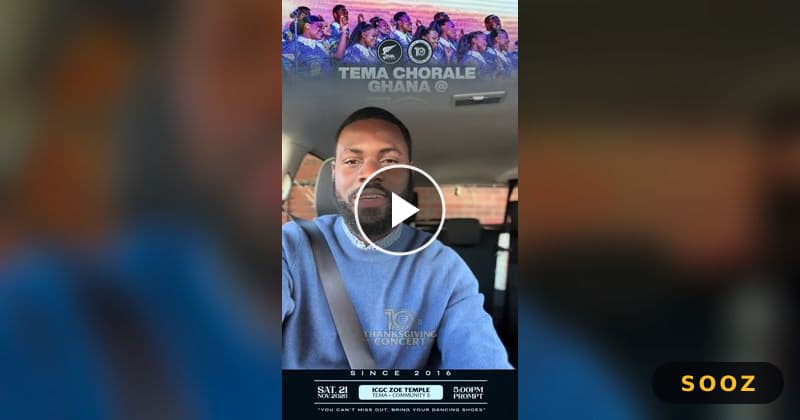 TEMA CHORALE
GHANA @
10
THANKSGIVING
CONCERT
SINCE 2016
SAT. 21
NOV. 2026
ICGC ZOE TEMPLE
TEMA - COMMUNITY 5
5:00PM
PROMPT
"YOU CAN'T MISS OUT, BRING YOUR DANCING SHOES"
SOOZ